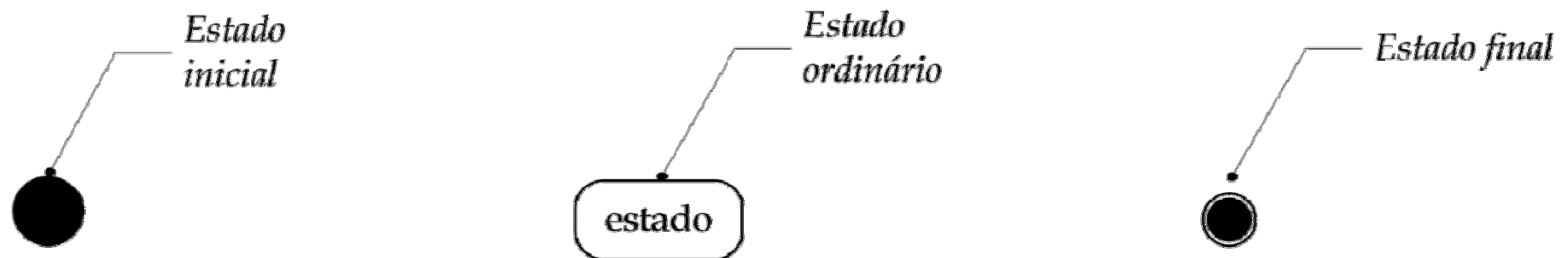 Estado
inicial
Estado
ordinário
Estado final
estado